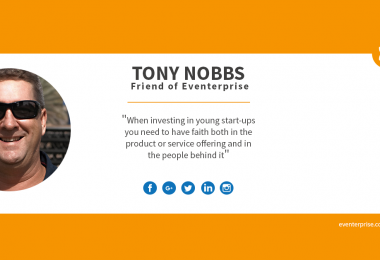 TONY NOBBS
Friend of Eventerprise
"When investing in young start-ups
you need to have faith both in the
product or service offering and in
the people behind it"
eventerprise.co